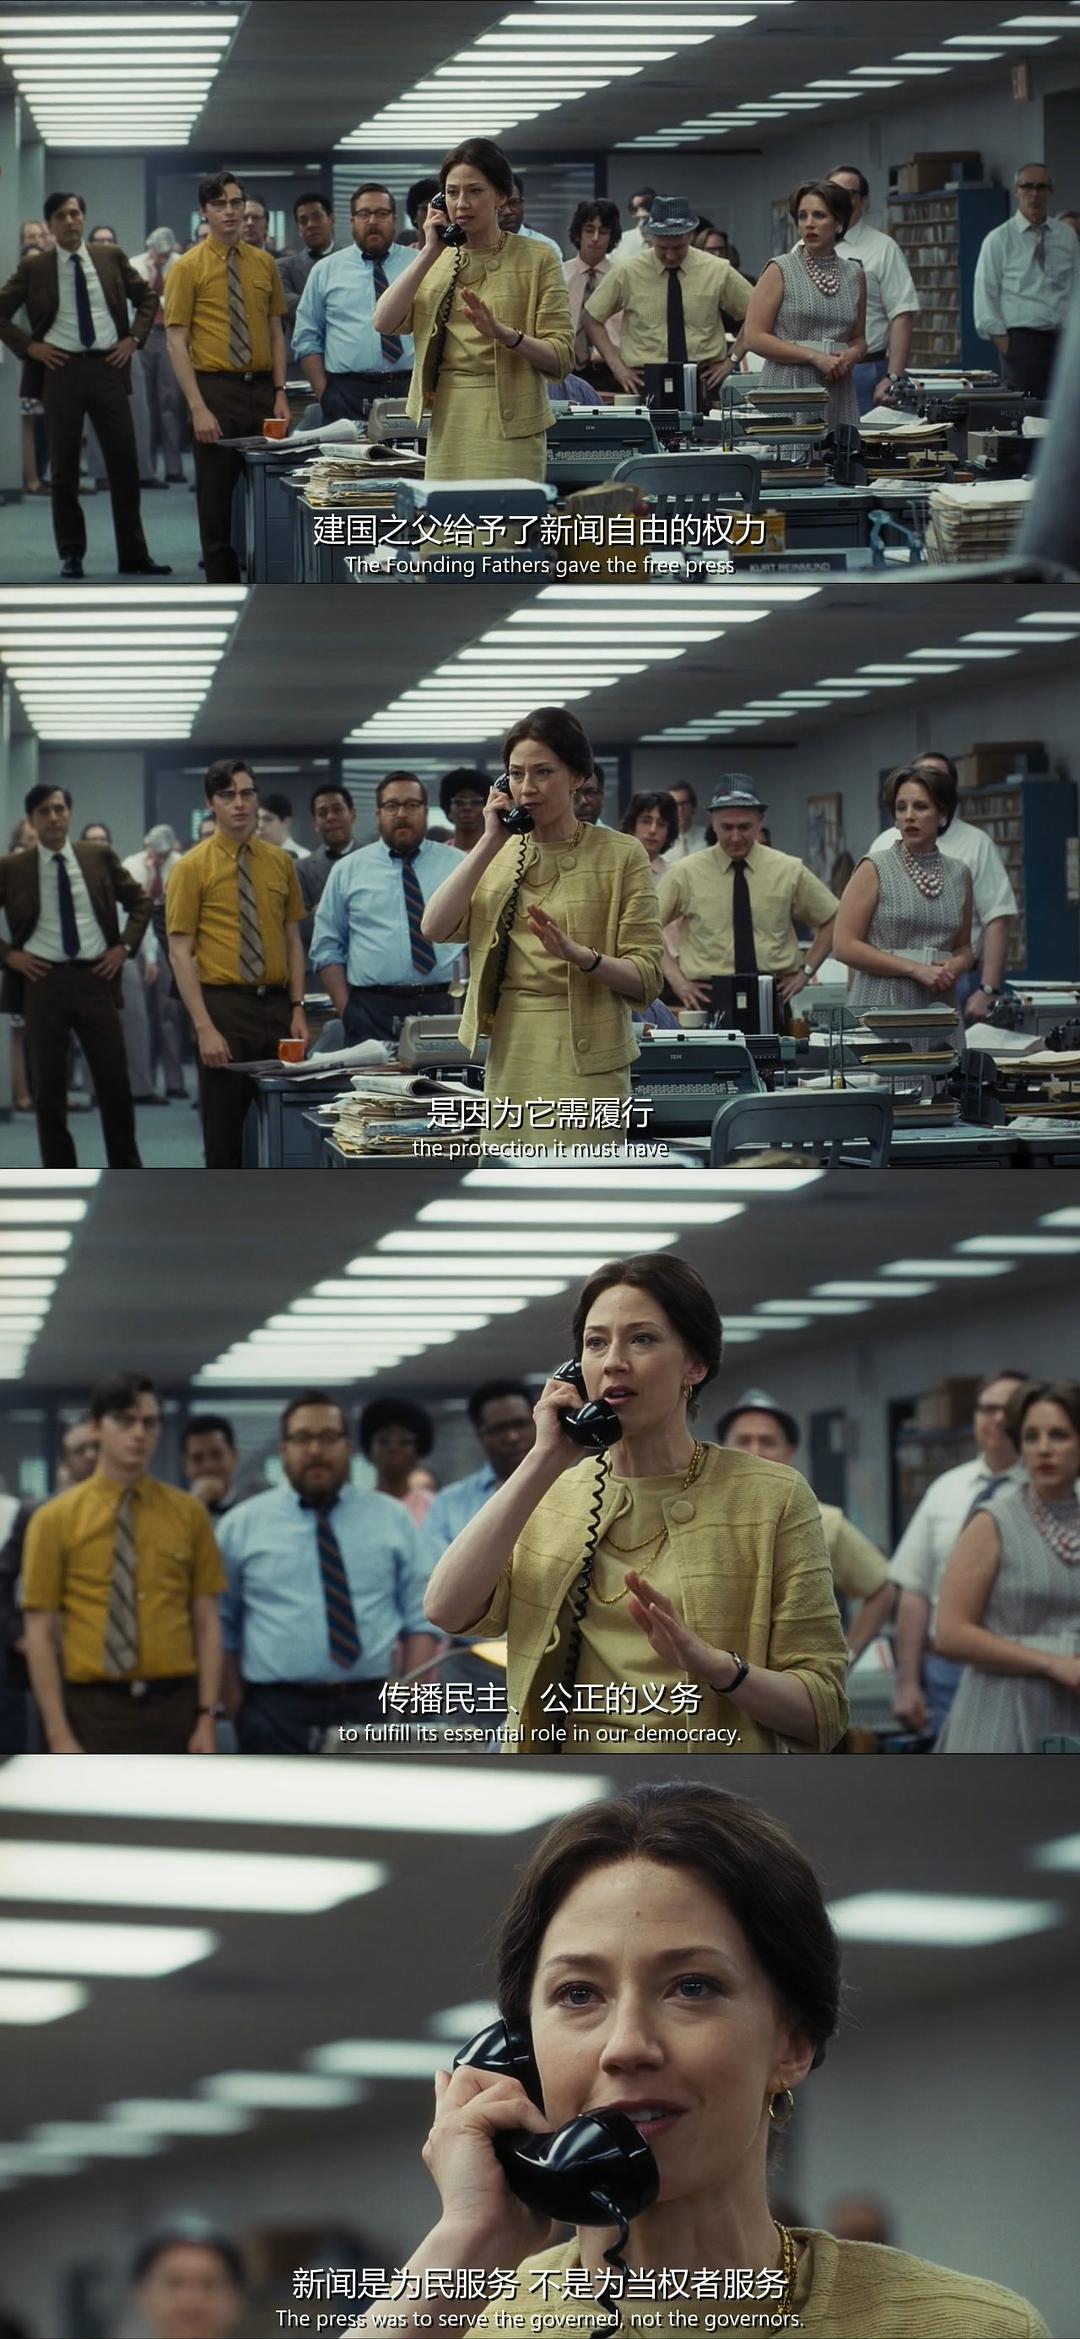 建国之父给予了新闻自由的权力
The Founding Fathers gave the free press
KURT REINMUND
是因为它需履行
the protection it must have
传播民主、公正的义务
to fulfill its essential role in our democracy.
新闻是为民服务 不是为当权者服务
The press was to serve the governed, not the governors.